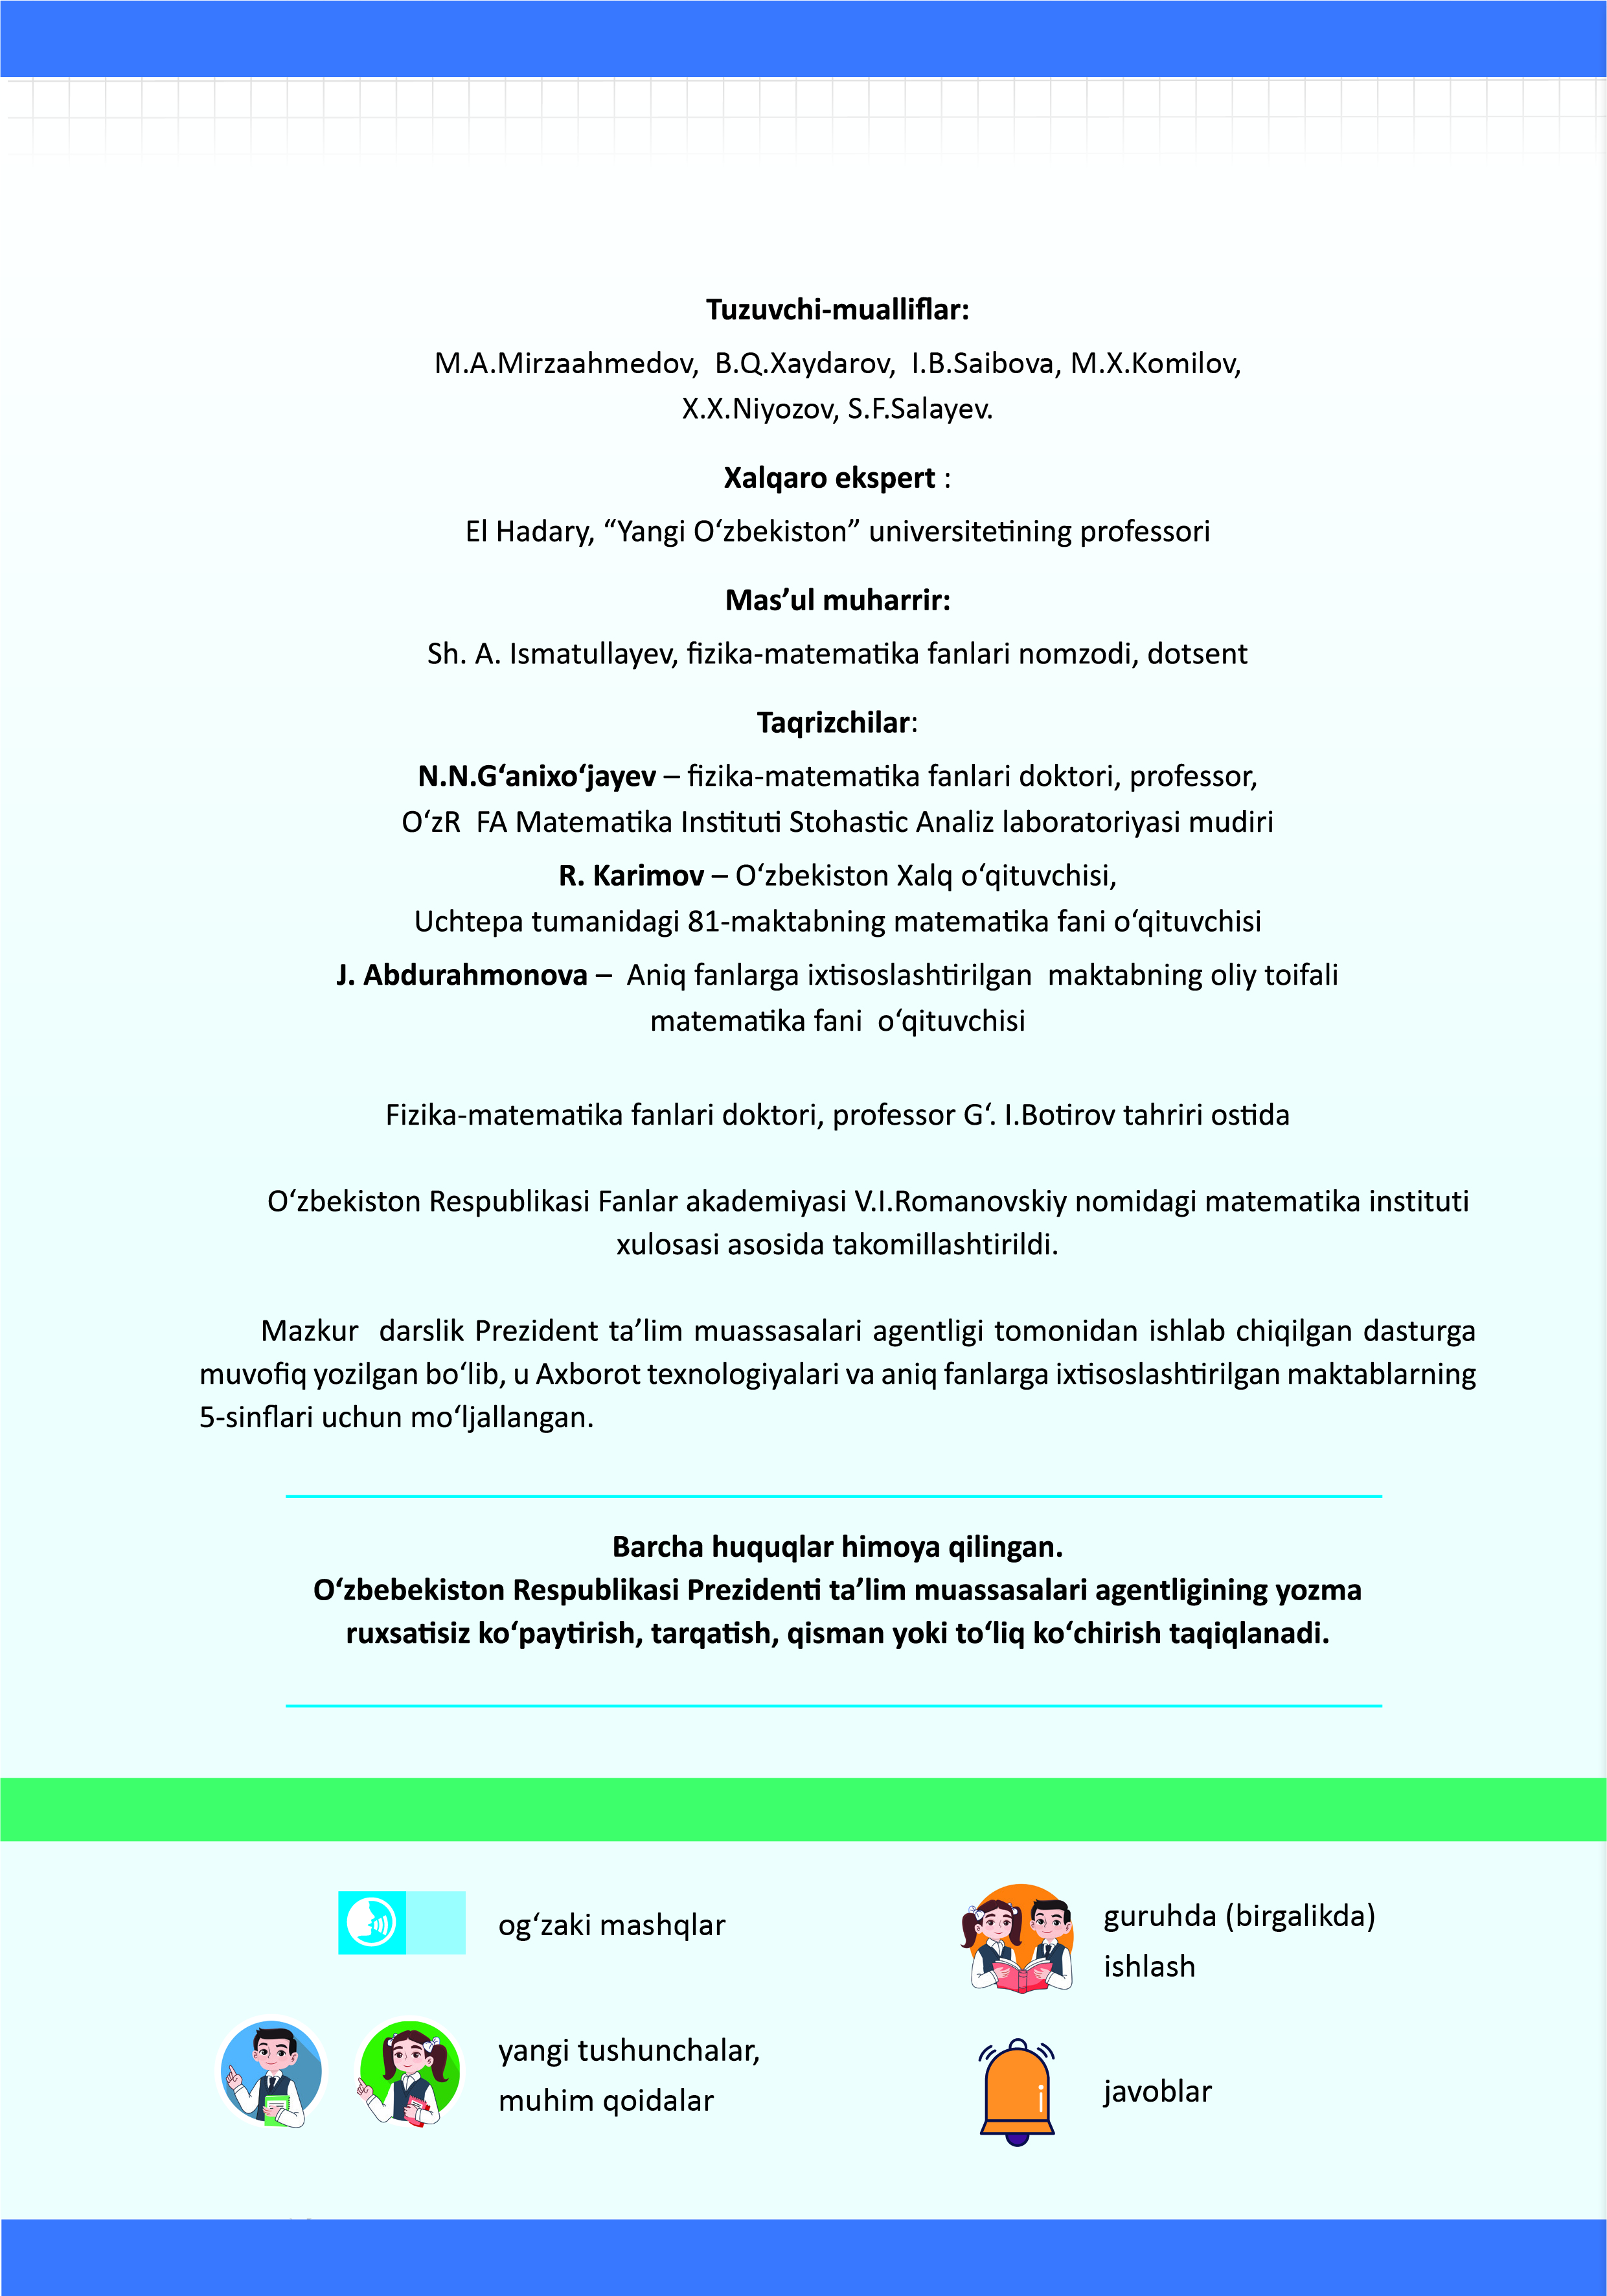 Tuzuvchi-mualliflar:
M.A.Mirzaahmedov, B.Q.Xaydarov, I.B.Saibova, M.X.Komilov,
X.X.Niyozov, S.F.Salayev.
Xalqaro ekspert :
El Hadary, “Yangi O‘zbekiston” universitetining professori
Mas’ul muharrir:
Sh. A. Ismatullayev, fizika-matematika fanlari nomzodi, dotsent
Taqrizchilar:
N.N.G‘anixo‘jayev – fizika-matematika fanlari doktori, professor,
O‘zR FA Matematika Instituti Stohastic Analiz laboratoriyasi mudiri
R. Karimov – O‘zbekiston Xalq o‘qituvchisi,
Uchtepa tumanidagi 81-maktabning matematika fani o‘qituvchisi
J. Abdurahmonova – Aniq fanlarga ixtisoslashtirilgan maktabning oliy toifali
matematika fani o‘qituvchisi
Fizika-matematika fanlari doktori, professor G‘. I.Botirov tahriri ostida
O‘zbekiston Respublikasi Fanlar akademiyasi V.I.Romanovskiy nomidagi matematika instituti
xulosasi asosida takomillashtirildi.
Mazkur darslik Prezident ta’lim muassasalari agentligi tomonidan ishlab chiqilgan dasturga
muvofiq yozilgan bo‘lib, u Axborot texnologiyalari va aniq fanlarga ixtisoslashtirilgan maktablarning
5-sinflari uchun mo‘ljallangan.
Barcha huquqlar himoya qilingan.
O‘zbebekiston Respublikasi Prezidenti ta’lim muassasalari agentligining yozma
ruxsatisiz ko‘paytirish, tarqatish, qisman yoki to‘liq ko‘chirish taqiqlanadi.
og‘zaki mashqlar
guruhda (birgalikda)
ishlash
yangi tushunchalar,
muhim qoidalar
i
javoblar